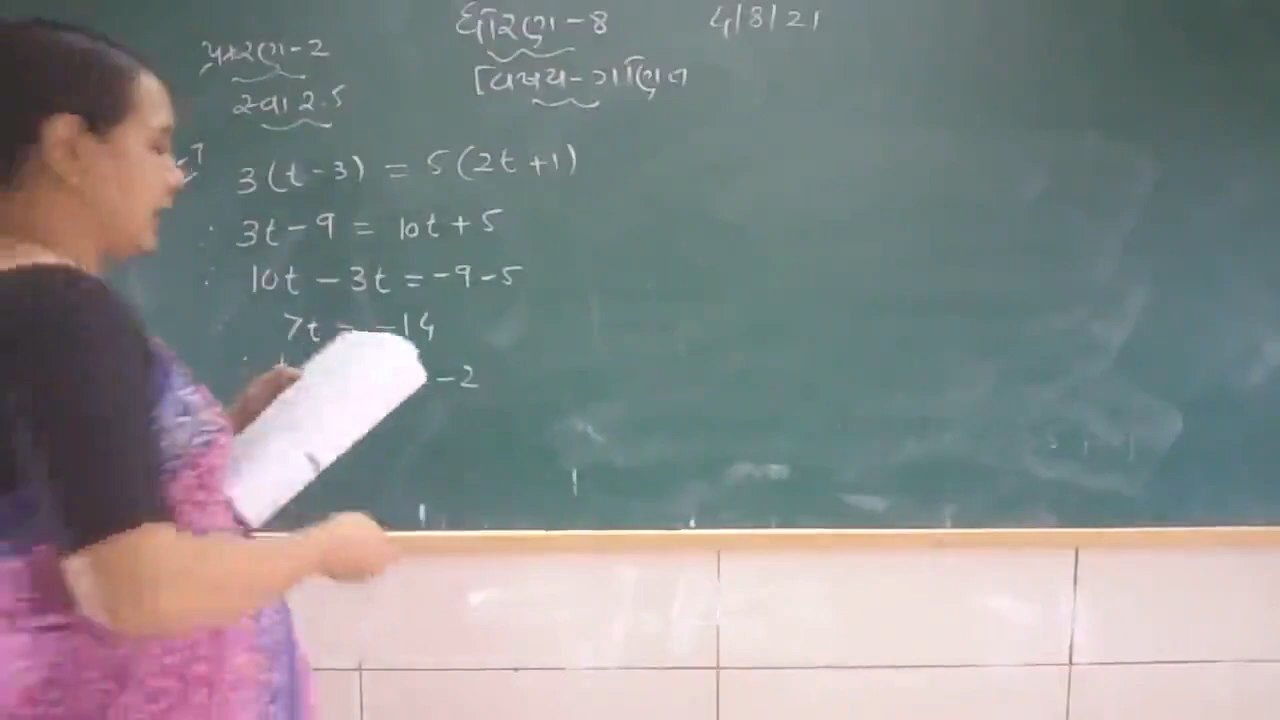 ધોરણ-8
4/8/21
પ્રકરણ-2
વિષય-ગણિત
સ્વા 2.5
3(t-3) = 5(2t+1)
∴ 3t-9 = 10t+5
∴ 10t-3t = -9-5
7t = -14
-2